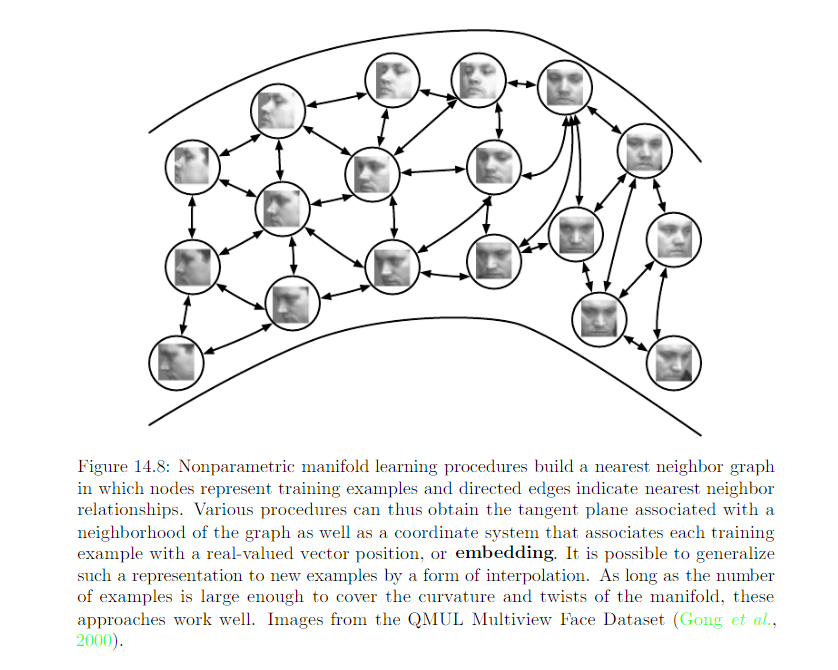 Figure 14.8: Nonparametric manifold learning procedures build a nearest neighbor graph
in which nodes represent training examples and directed edges indicate nearest neighbor
relationships. Various procedures can thus obtain the tangent plane associated with a
neighborhood of the graph as well as a coordinate system that associates each training
example with a real-valued vector position, or embedding. It is possible to generalize
such a representation to new examples by a form of interpolation. As long as the number
of examples is large enough to cover the curvature and twists of the manifold, these
approaches work well. Images from the QMUL Multiview Face Dataset (Gong et al.,
2000).